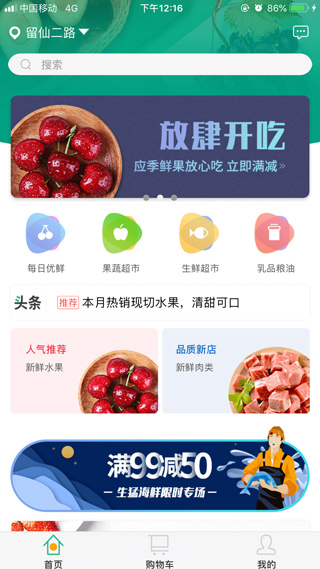 中国移动 4G 下午12:16 86%
留仙二路
搜索
放肆开吃
应季鲜果放心吃 立即满减
每日优鲜 果蔬超市 生鲜超市 乳品粮油
头条 推荐 本月热销现切水果，清甜可口
人气推荐 品质新店
新鲜水果 新鲜肉类
满99减50
生猛海鲜限时专场
首页 购物车 我的